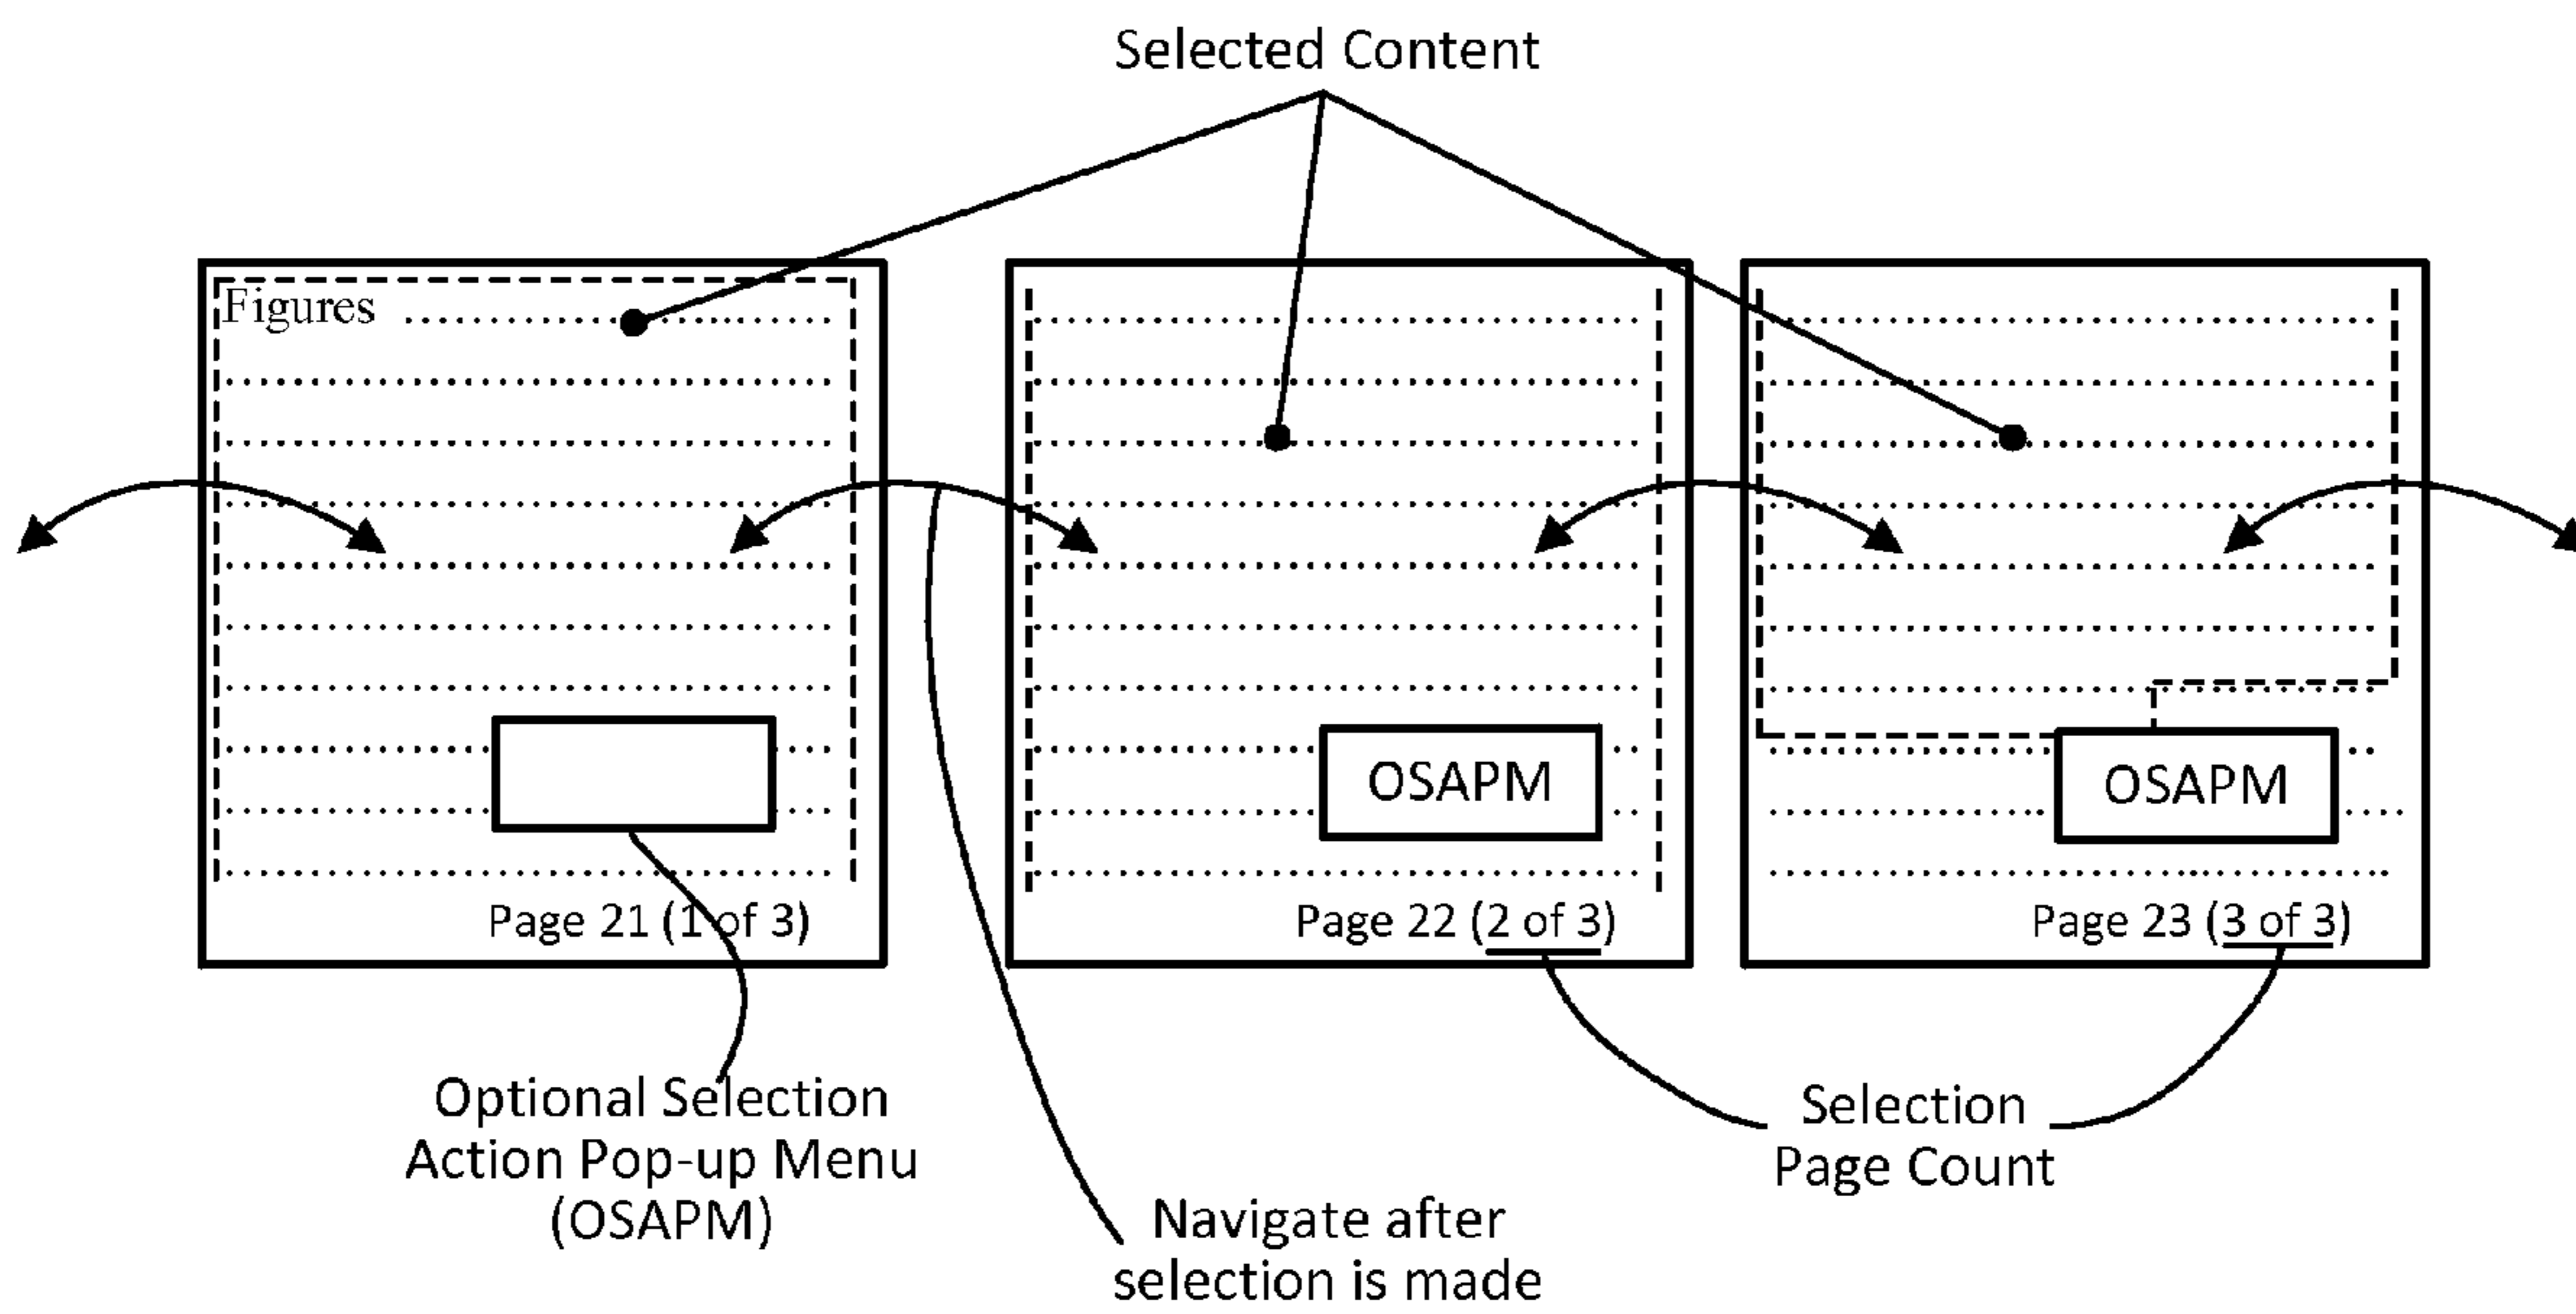 Selected Content
Figures
OSAPM
OSAPM
Page 21 (1 of 3)
Page 22 (2 of 3)
Page 23 (3 of 3)
Optional Selection
Action Pop-up Menu
(OSAPM)
Navigate after
selection is made
Selection
Page Count